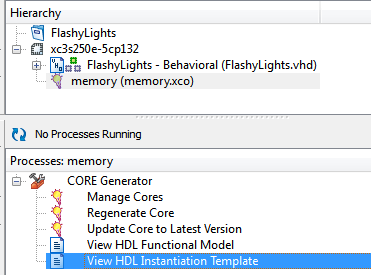 Hierarchy
FlashyLights
xc3s250e-5cp132
FlashyLights - Behavioral (FlashyLights.vhd)
memory (memory.xco)
No Processes Running
Processes: memory
CORE Generator
Manage Cores
Regenerate Core
Update Core to Latest Version
View HDL Functional Model
View HDL Instantiation Template